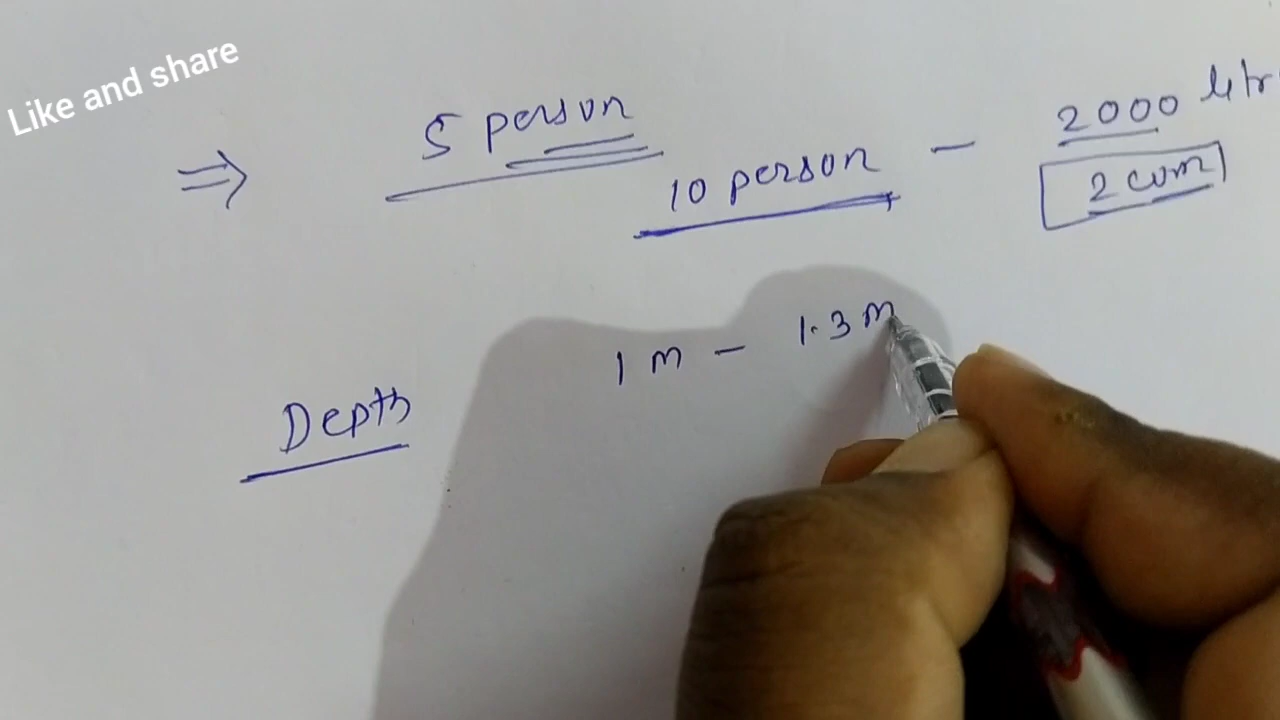 Like and share
⇒ 5 person
10 person - 2000 litr
2 cum
1 m - 1.3 m
Depth